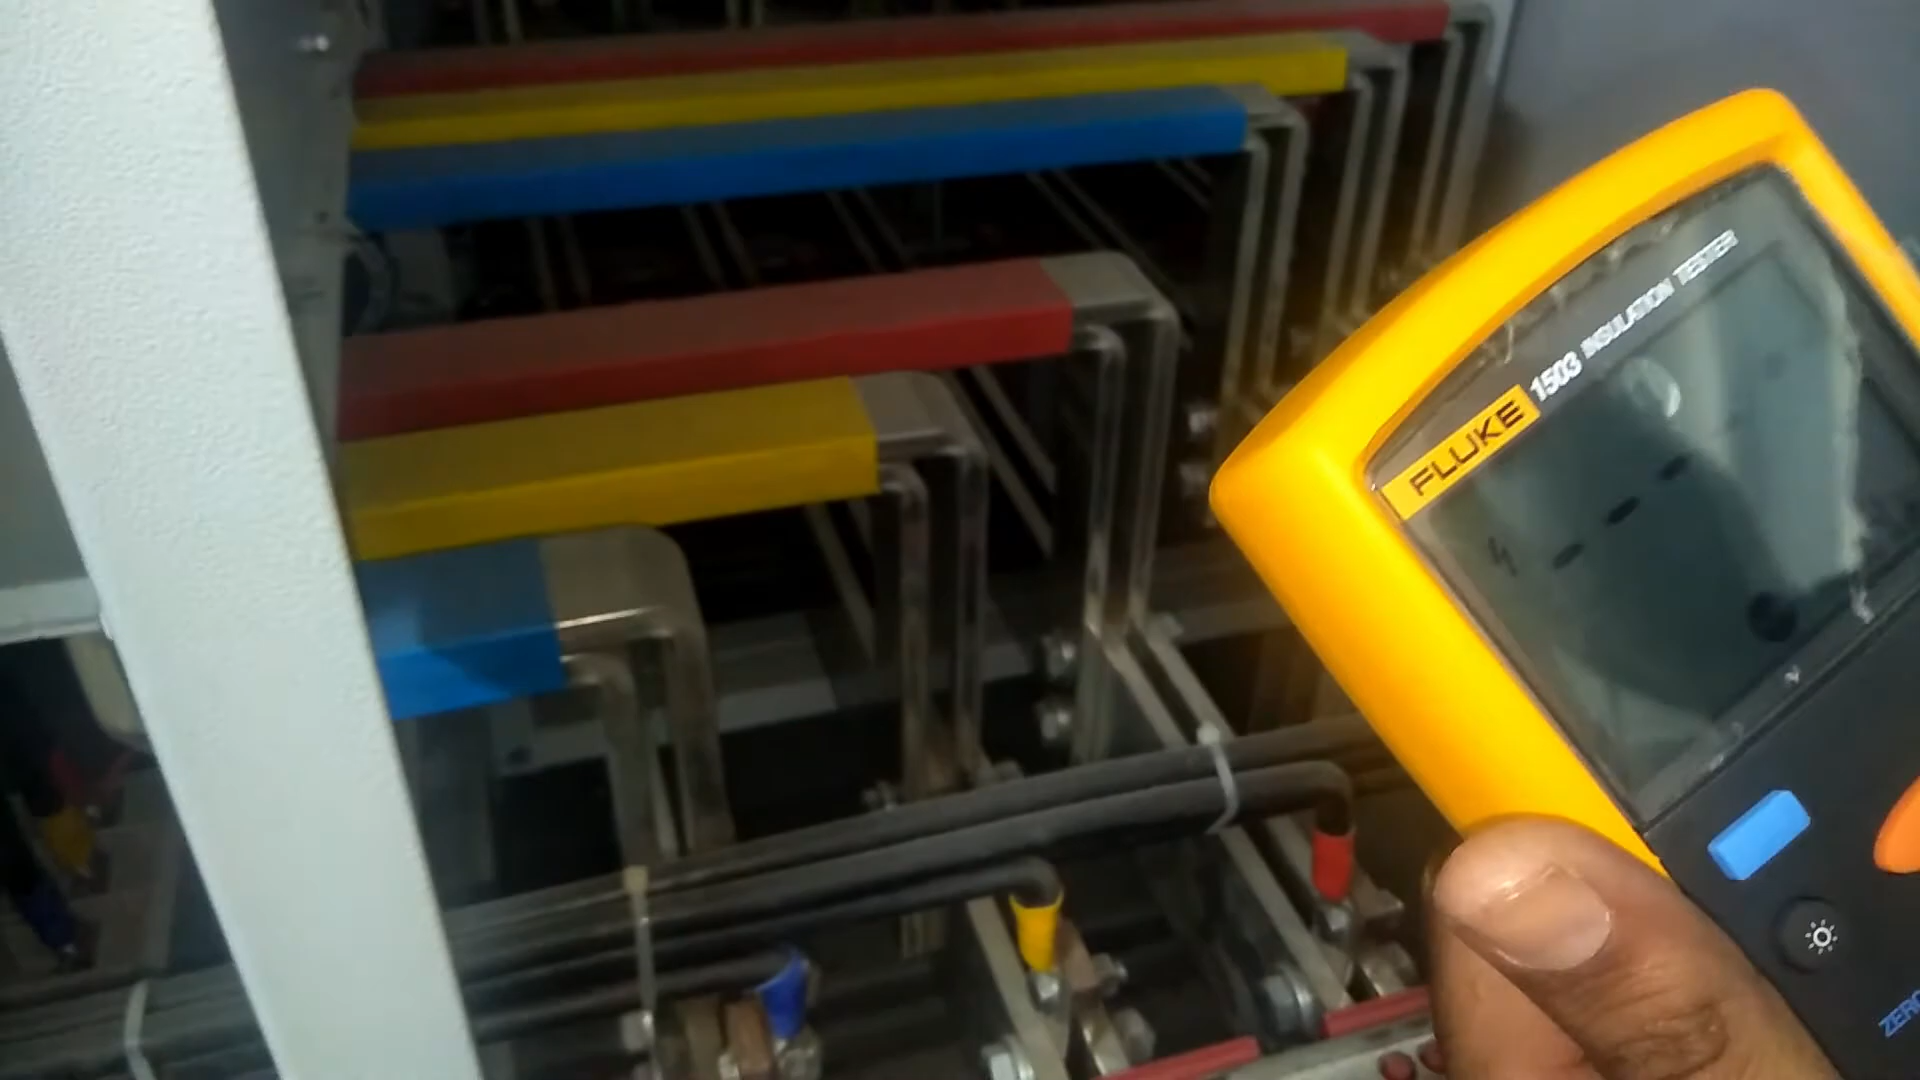 FLUKE 1503 INSULATION TESTER
- - - -
V
ZERO